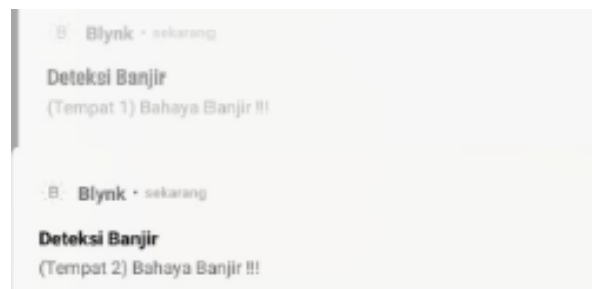 B Blynk • sekarang
Deteksi Banjir
(Tempat 1) Bahaya Banjir !!!
B Blynk • sekarang
Deteksi Banjir
(Tempat 2) Bahaya Banjir !!!